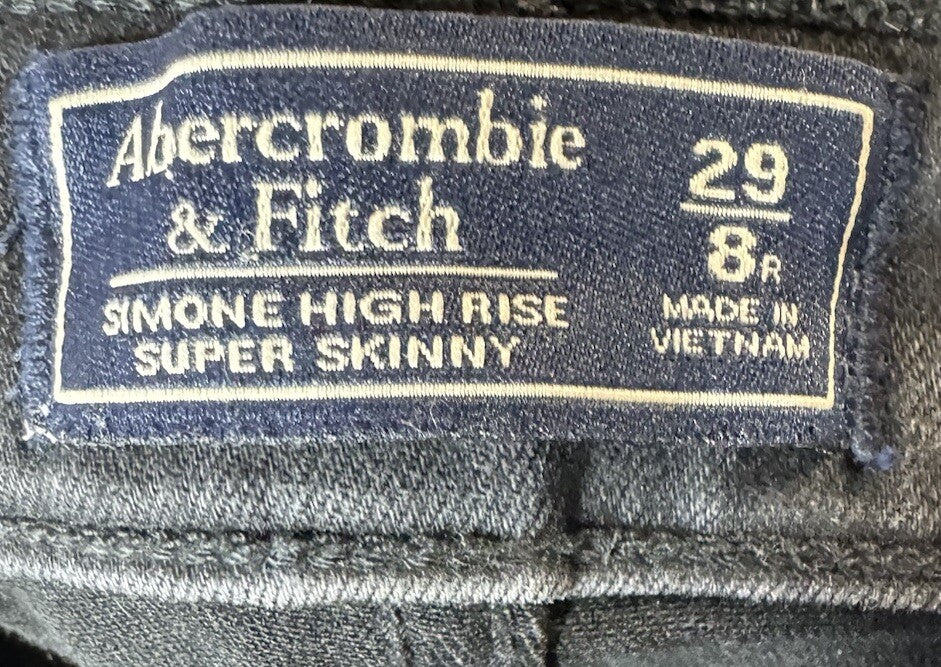 Abercrombie
& Fitch
SIMONE HIGH RISE
SUPER SKINNY
29
8R
MADE IN
VIETNAM